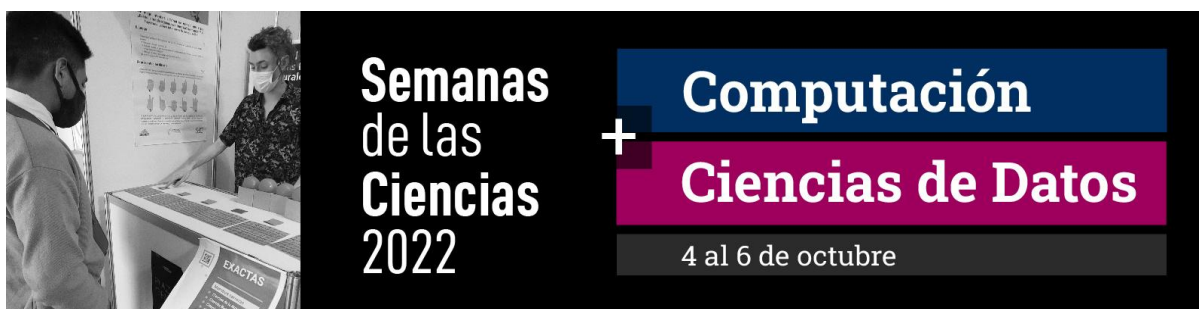 Semanas
de las
Ciencias
2022
+
Computación
Ciencias de Datos
4 al 6 de octubre
EXACTAS